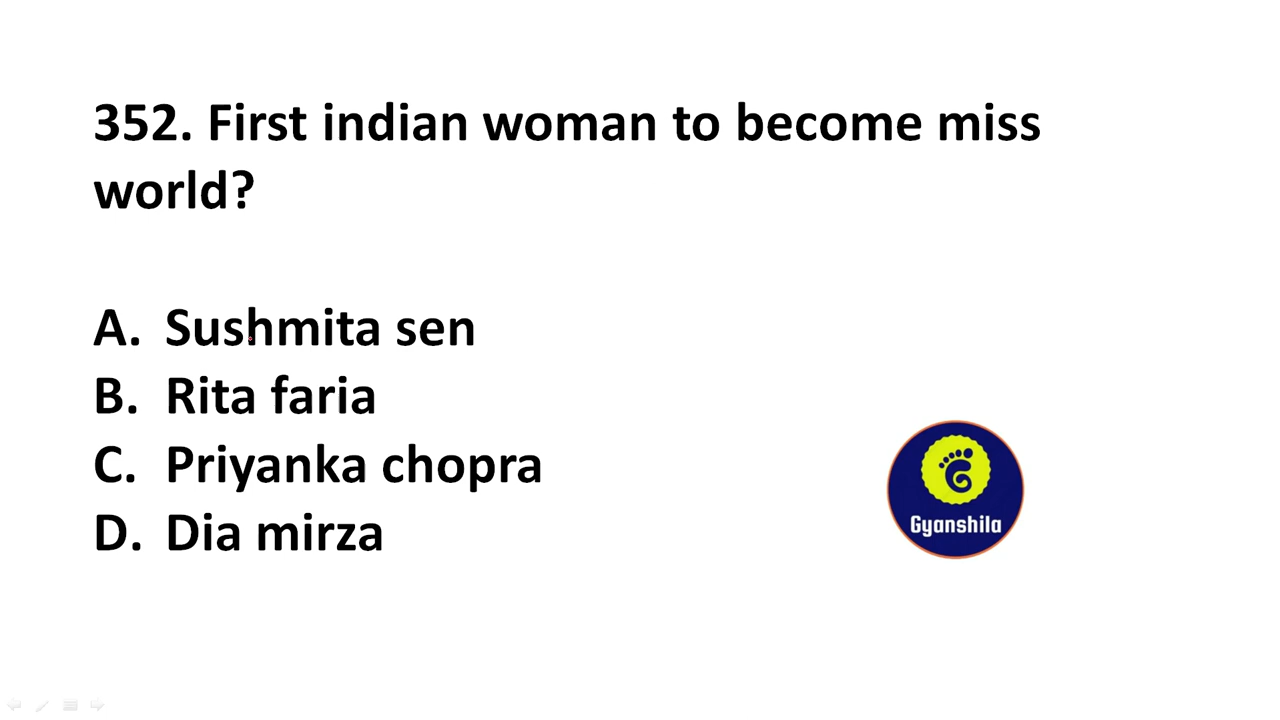 352. First indian woman to become miss
world?
A. Sushmita sen
B. Rita faria
C. Priyanka chopra
D. Dia mirza
Gyanshila